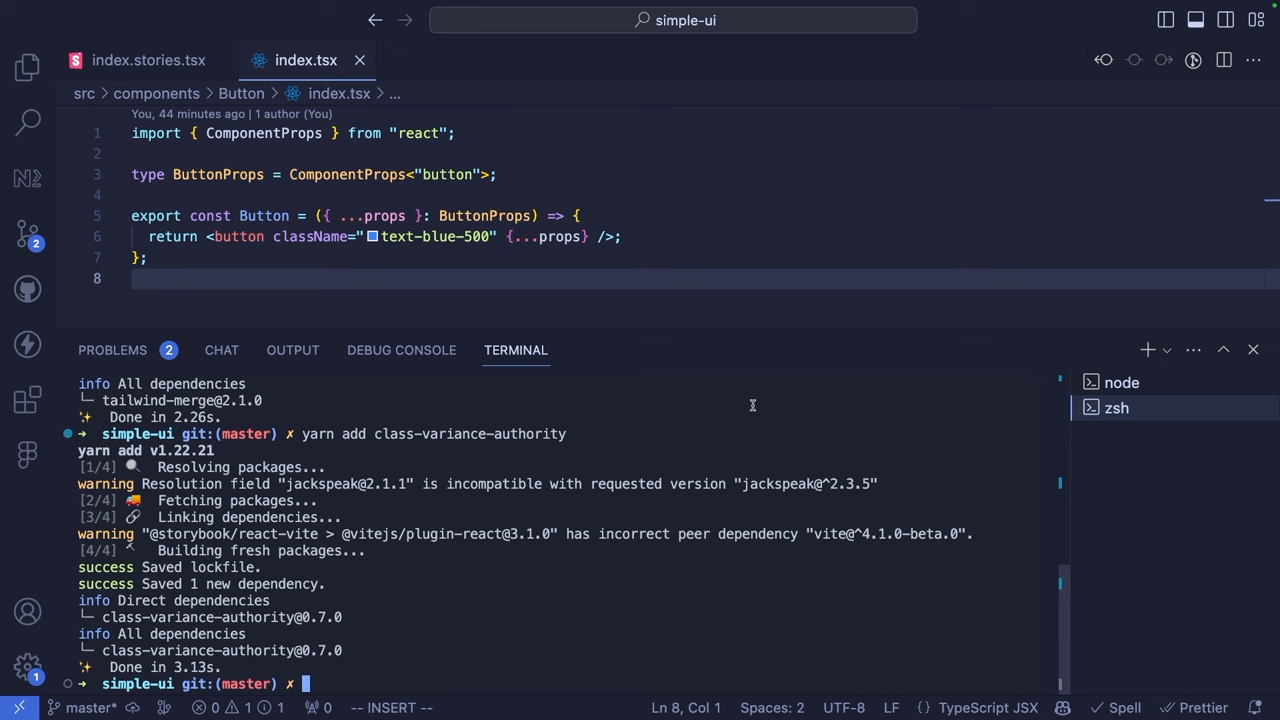 simple-ui
index.stories.tsx
index.tsx
src > components > Button > index.tsx > ...
You, 44 minutes ago | 1 author (You)
1 import { ComponentProps } from "react";
2
3 type ButtonProps = ComponentProps<"button">;
4
5 export const Button = ({ ...props }: ButtonProps) => {
6 return <button className="text-blue-500" {...props} />;
7 };
8
2
PROBLEMS 2 CHAT OUTPUT DEBUG CONSOLE TERMINAL
node
zsh
info All dependencies
└─ tailwind-merge@2.1.0
✨ Done in 2.26s.
➜ simple-ui git:(master) ✗ yarn add class-variance-authority
yarn add v1.22.21
[1/4] 🔍 Resolving packages...
warning Resolution field "jackspeak@2.1.1" is incompatible with requested version "jackspeak@^2.3.5"
[2/4] 🚚 Fetching packages...
[3/4] 🔗 Linking dependencies...
warning "@storybook/react-vite > @vitejs/plugin-react@3.1.0" has incorrect peer dependency "vite@^4.1.0-beta.0".
[4/4] 🔨 Building fresh packages...
success Saved lockfile.
success Saved 1 new dependency.
info Direct dependencies
└─ class-variance-authority@0.7.0
info All dependencies
└─ class-variance-authority@0.7.0
✨ Done in 3.13s.
➜ simple-ui git:(master) ✗
1
master* 0 1 1 0 -- INSERT -- Ln 8, Col 1 Spaces: 2 UTF-8 LF {} TypeScript JSX Spell Prettier